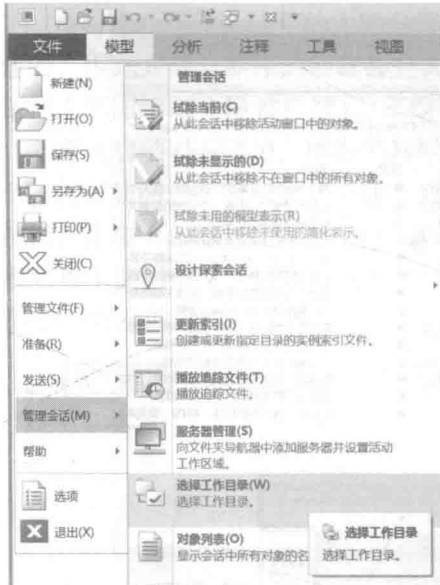 文件 模型 分析 注释 工具 视图
新建(N)
打开(O)
保存(S)
另存为(A)
打印(P)
关闭(C)
管理文件(F)
准备(R)
发送(S)
管理会话(M)
帮助
选项
退出(X)
管理会话
拭除当前(C)
从此会话中移除活动窗口中的对象。
拭除未显示的(D)
从此会话中移除不在窗口中的所有对象。
拭除未用的模型表示(R)
从此会话中移除未使用的简化表示。
设计探索会话
更新索引(I)
创建或更新指定目录的实例索引文件。
播放追踪文件(T)
播放追踪文件。
服务器管理(S)
向文件夹导航器中添加服务器并设置活动
工作区域。
选择工作目录(W)
选择工作目录。
对象列表(O)
显示会话中所有对象的名
选择工作目录
选择工作目录。